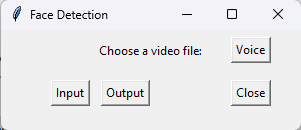 Face Detection
Choose a video file: Voice
Input Output Close